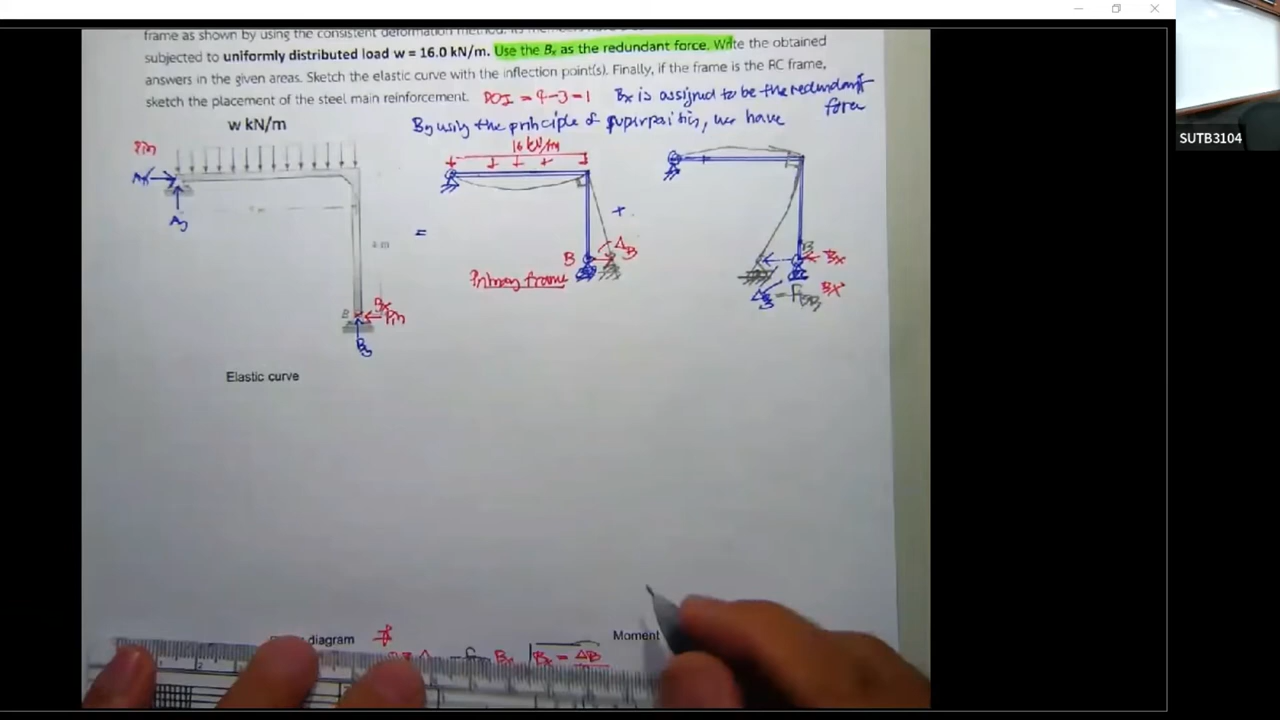 frame as shown by using the consistent deformation method.
subjected to uniformly distributed load w = 16.0 kN/m. Use the Bx as the redundant force. Write the obtained
answers in the given areas. Sketch the elastic curve with the inflection point(s). Finally, if the frame is the RC frame,
sketch the placement of the steel main reinforcement. DOI = 4-3=1 Bx is assigned to be the redundant
force
By using the principle of superposition, we have
w kN/m
16 kN/m
Pin
Ax
Ay
=
+
B
ΔB
Primary frame
B
Bx
ΔB' = fBB Bx
B
Bx
Pin
By
Elastic curve
diagram
Moment
Bx
Bx = ΔB
SUTB3104